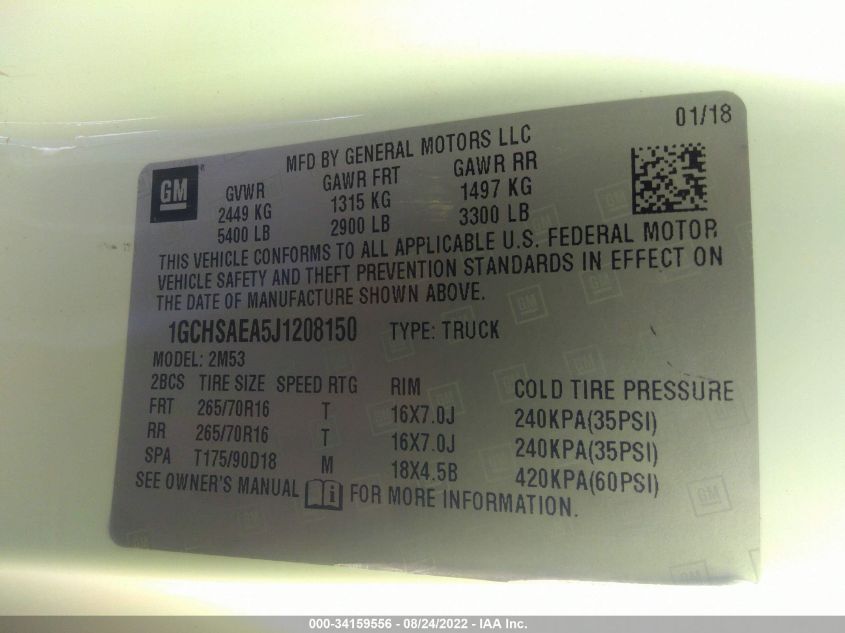 01/18
MFD BY GENERAL MOTORS LLC
GM
GVWR GAWR FRT GAWR RR
2449 KG 1315 KG 1497 KG
5400 LB 2900 LB 3300 LB
THIS VEHICLE CONFORMS TO ALL APPLICABLE U.S. FEDERAL MOTOR
VEHICLE SAFETY AND THEFT PREVENTION STANDARDS IN EFFECT ON
THE DATE OF MANUFACTURE SHOWN ABOVE.
1GCHSAEA5J1208150 TYPE: TRUCK
MODEL: 2M53
2BCS TIRE SIZE SPEED RTG RIM COLD TIRE PRESSURE
FRT 265/70R16 T 16X7.0J 240KPA(35PSI)
RR 265/70R16 T 16X7.0J 240KPA(35PSI)
SPA T175/90D18 M 18X4.5B 420KPA(60PSI)
SEE OWNER'S MANUAL i FOR MORE INFORMATION.
000-34159556 - 08/24/2022 - IAA Inc.